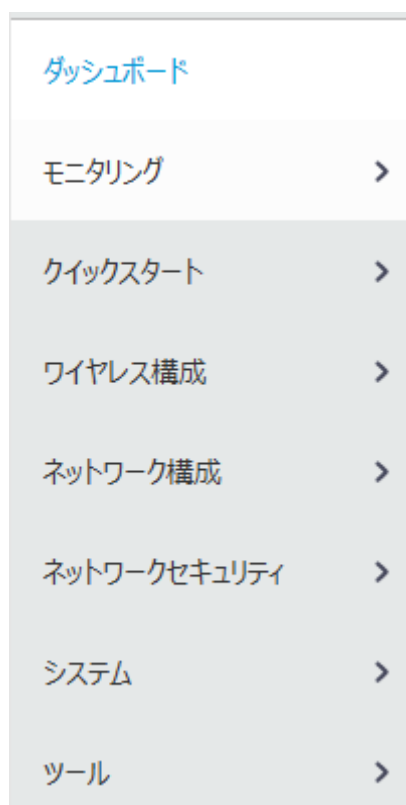 ダッシュボード
モニタリング
クイックスタート
ワイヤレス構成
ネットワーク構成
ネットワークセキュリティ
システム
ツール